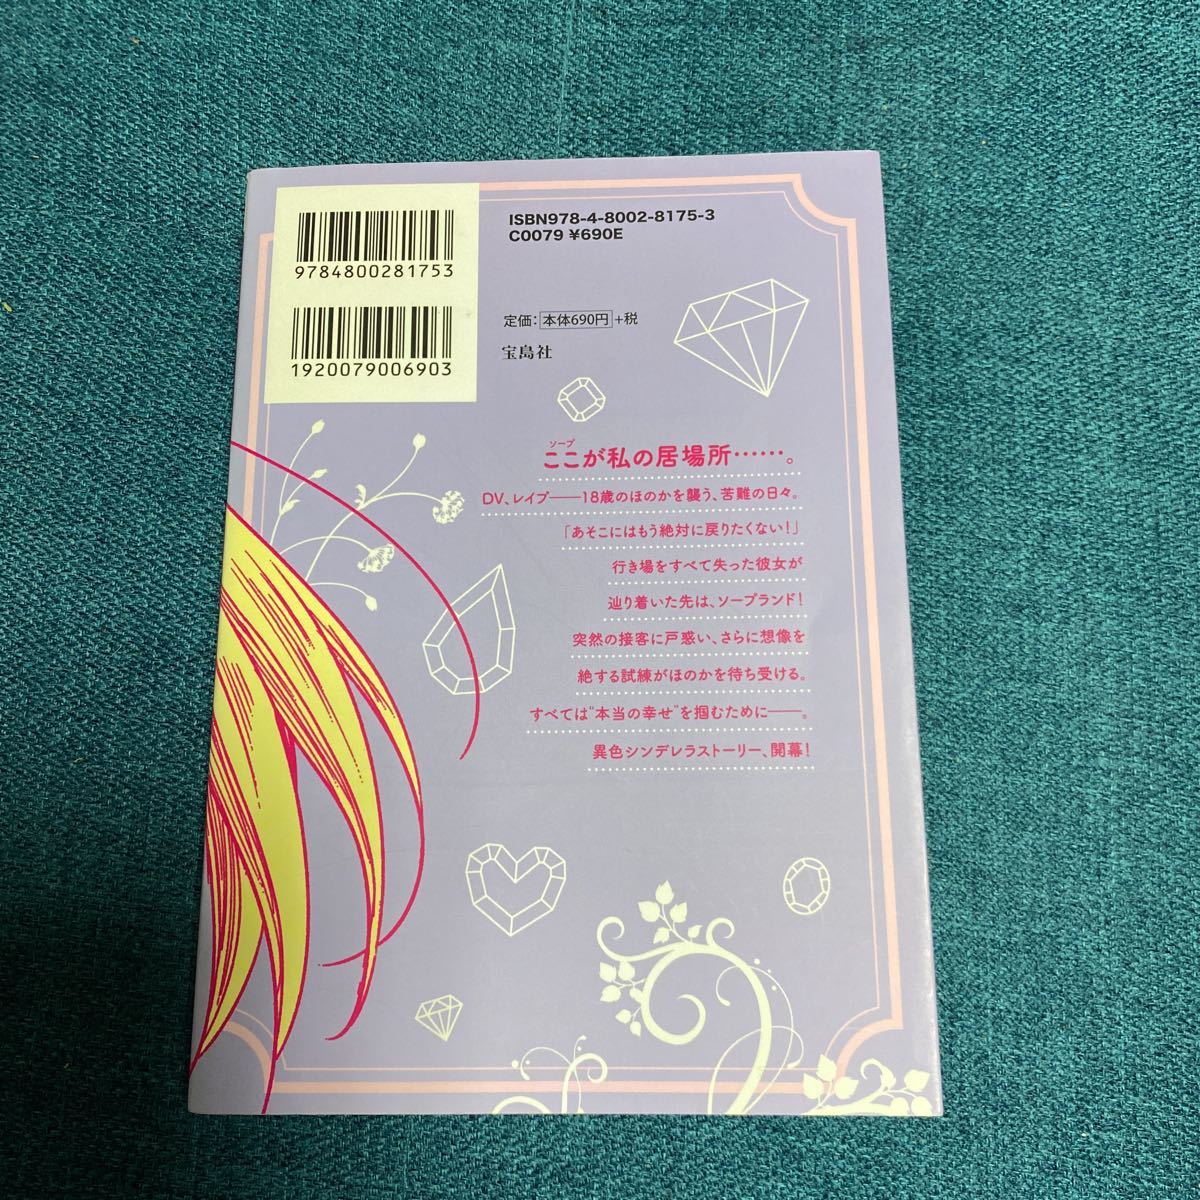 ISBN978-4-8002-8175-3
C0079 ¥690E
9784800281753
1920079006903
定価：本体690円+税
宝島社
ソープ
ここが私の居場所……。
DV、レイプ――18歳のほのかを襲う、苦難の日々。
「あそこにはもう絶対に戻りたくない！」
行き場をすべて失った彼女が
辿り着いた先は、ソープランド！
突然の接客に戸惑い、さらに想像を
絶する試練がほのかを待ち受ける。
すべては“本当の幸せ”を掴むために――。
異色シンデレラストーリー、開幕！